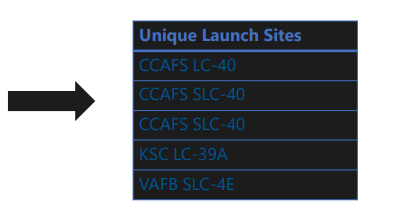 Unique Launch Sites
CCAFS LC-40
CCAFS SLC-40
CCAFS SLC-40
KSC LC-39A
VAFB SLC-4E